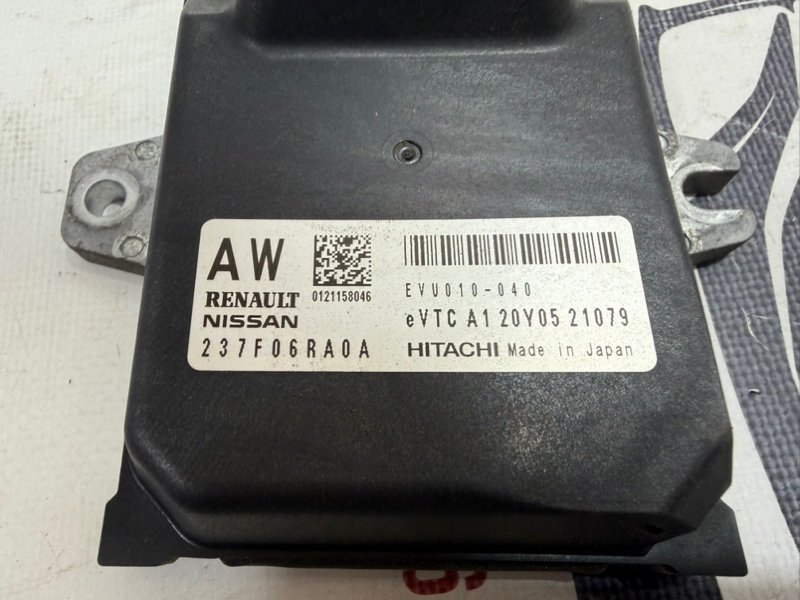 AW
RENAULT
NISSAN
237F06RA0A
0121158046
EVU010-040
eVTC A1 20Y05 21079
HITACHI Made in Japan